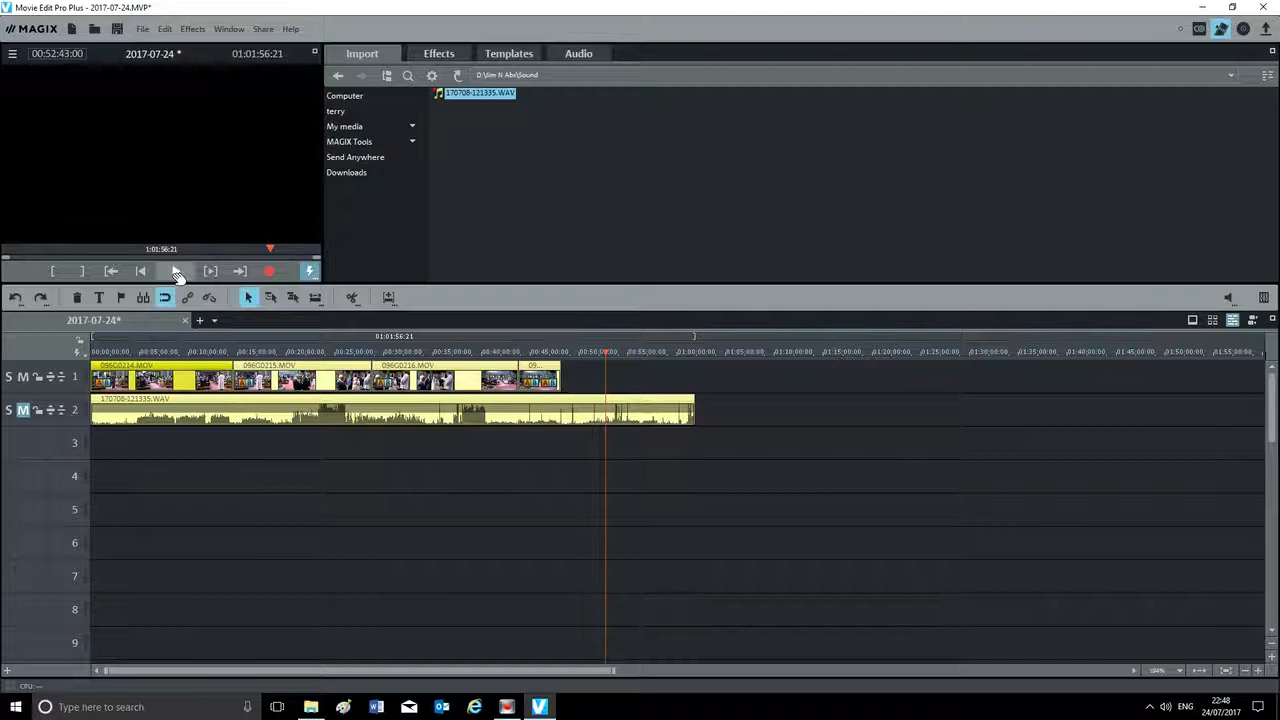 Movie Edit Pro Plus - 2017-07-24.MVP*
MAGIX File Edit Effects Window Share Help
00:52:43:00 2017-07-24 * 01:01:56:21
Import Effects Templates Audio
D:\Jim N Abs\Sound
Computer
terry
My media
MAGIX Tools
Send Anywhere
Downloads
170708-121335.WAV
1:01:56:21
2017-07-24*
01:01:56:21
00:00:00;00 00:05:00;00 00:10:00;00 00:15:00;00 00:20:00;00 00:25:00;00 00:30:00;00 00:35:00;00 00:40:00;00 00:45:00;00 00:50:00;00 00:55:00;00 01:00:00;00 01:05:00;00 01:10:00;00 01:15:00;00 01:20:00;00 01:25:00;00 01:30:00;00 01:35:00;00 01:40:00;00 01:45:00;00 01:50:00;00 01:55:00;00
096G0214.MOV 096G0215.MOV 096G0216.MOV 09...
S M 1
170708-121335.WAV
S M 2
3
4
5
6
7
8
9
194%
CPU: —
Type here to search
ENG
22:48
24/07/2017